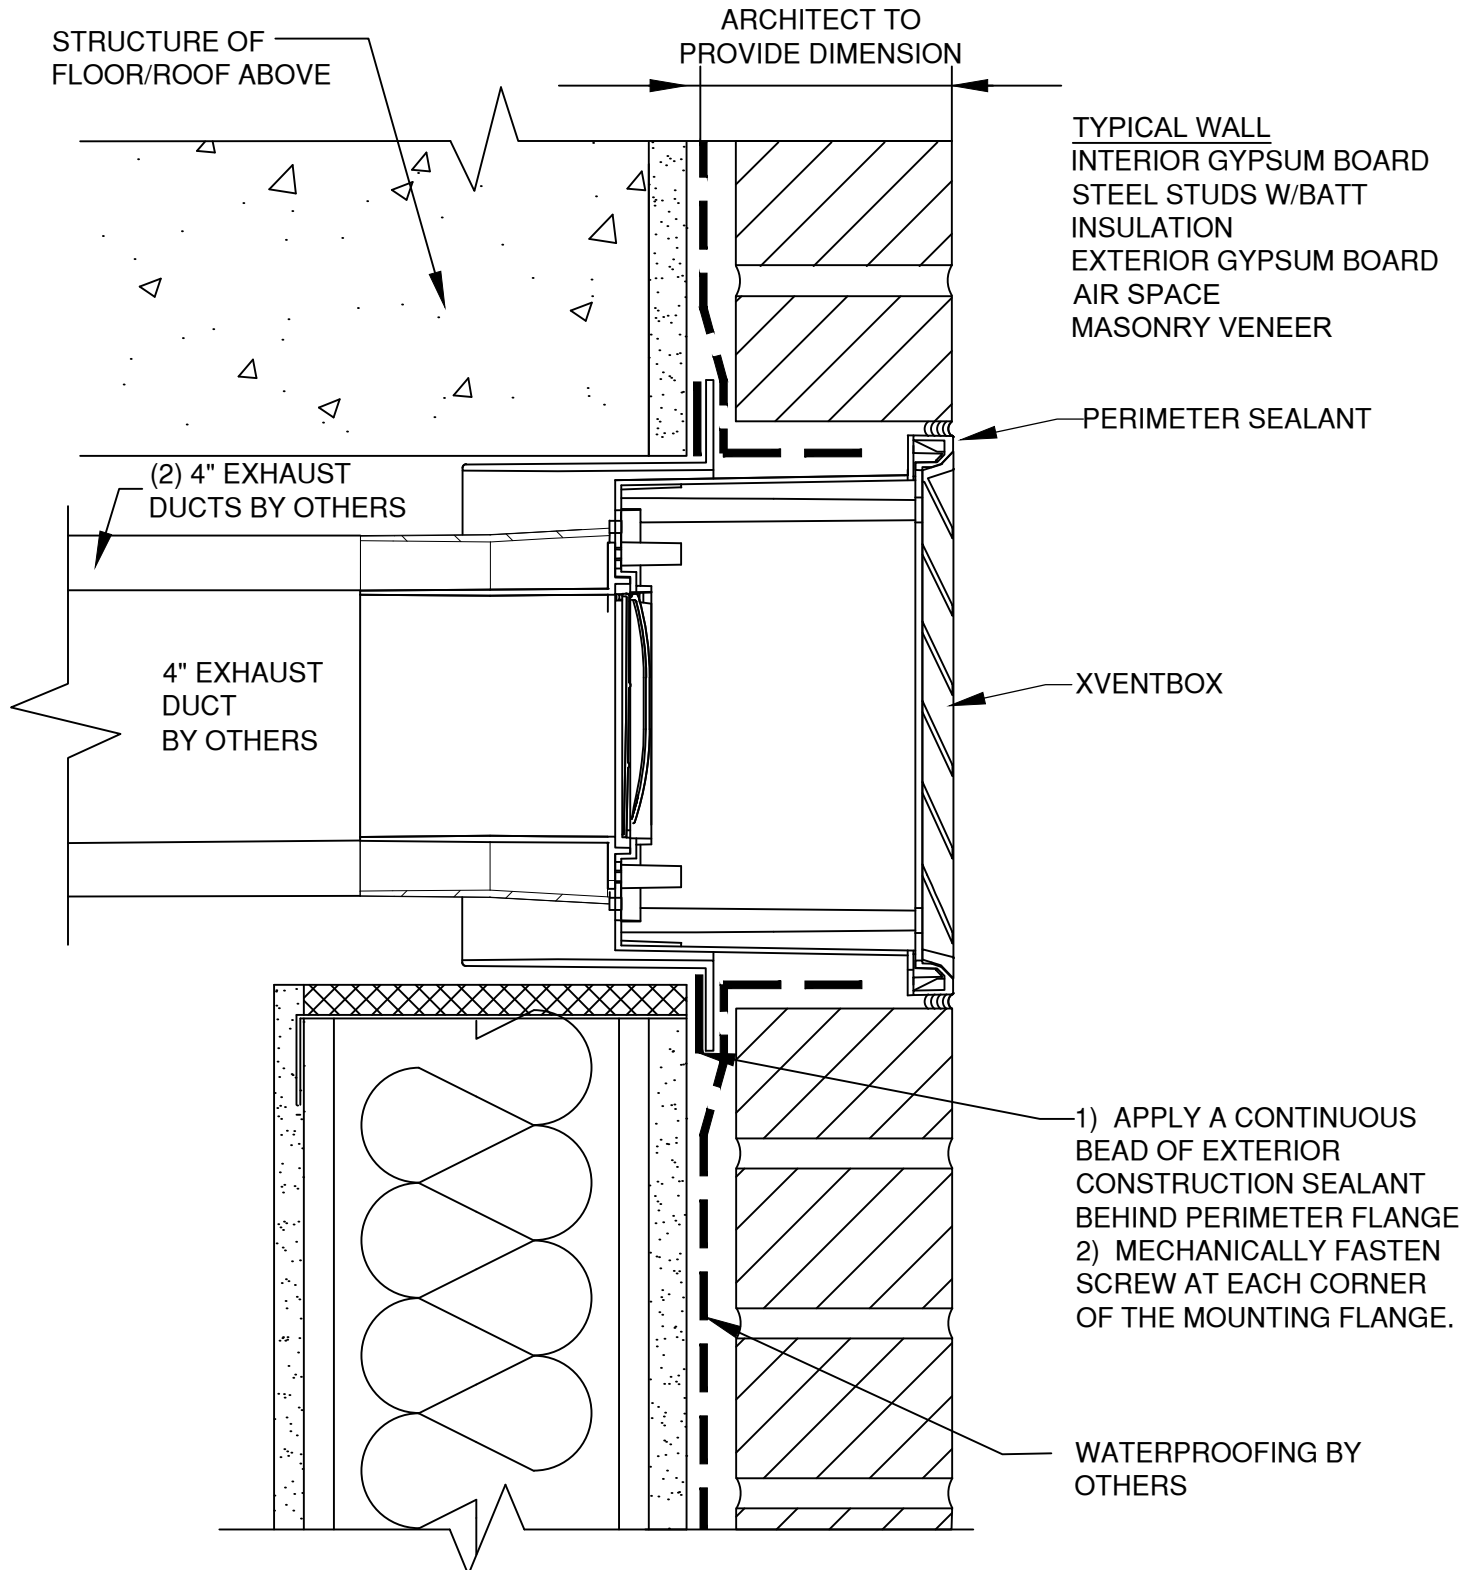 ARCHITECT TO
PROVIDE DIMENSION
STRUCTURE OF
FLOOR/ROOF ABOVE
TYPICAL WALL
INTERIOR GYPSUM BOARD
STEEL STUDS W/BATT
INSULATION
EXTERIOR GYPSUM BOARD
AIR SPACE
MASONRY VENEER
PERIMETER SEALANT
(2) 4" EXHAUST
DUCTS BY OTHERS
4" EXHAUST
DUCT
BY OTHERS
XVENTBOX
1) APPLY A CONTINUOUS
BEAD OF EXTERIOR
CONSTRUCTION SEALANT
BEHIND PERIMETER FLANGE
2) MECHANICALLY FASTEN
SCREW AT EACH CORNER
OF THE MOUNTING FLANGE.
WATERPROOFING BY
OTHERS